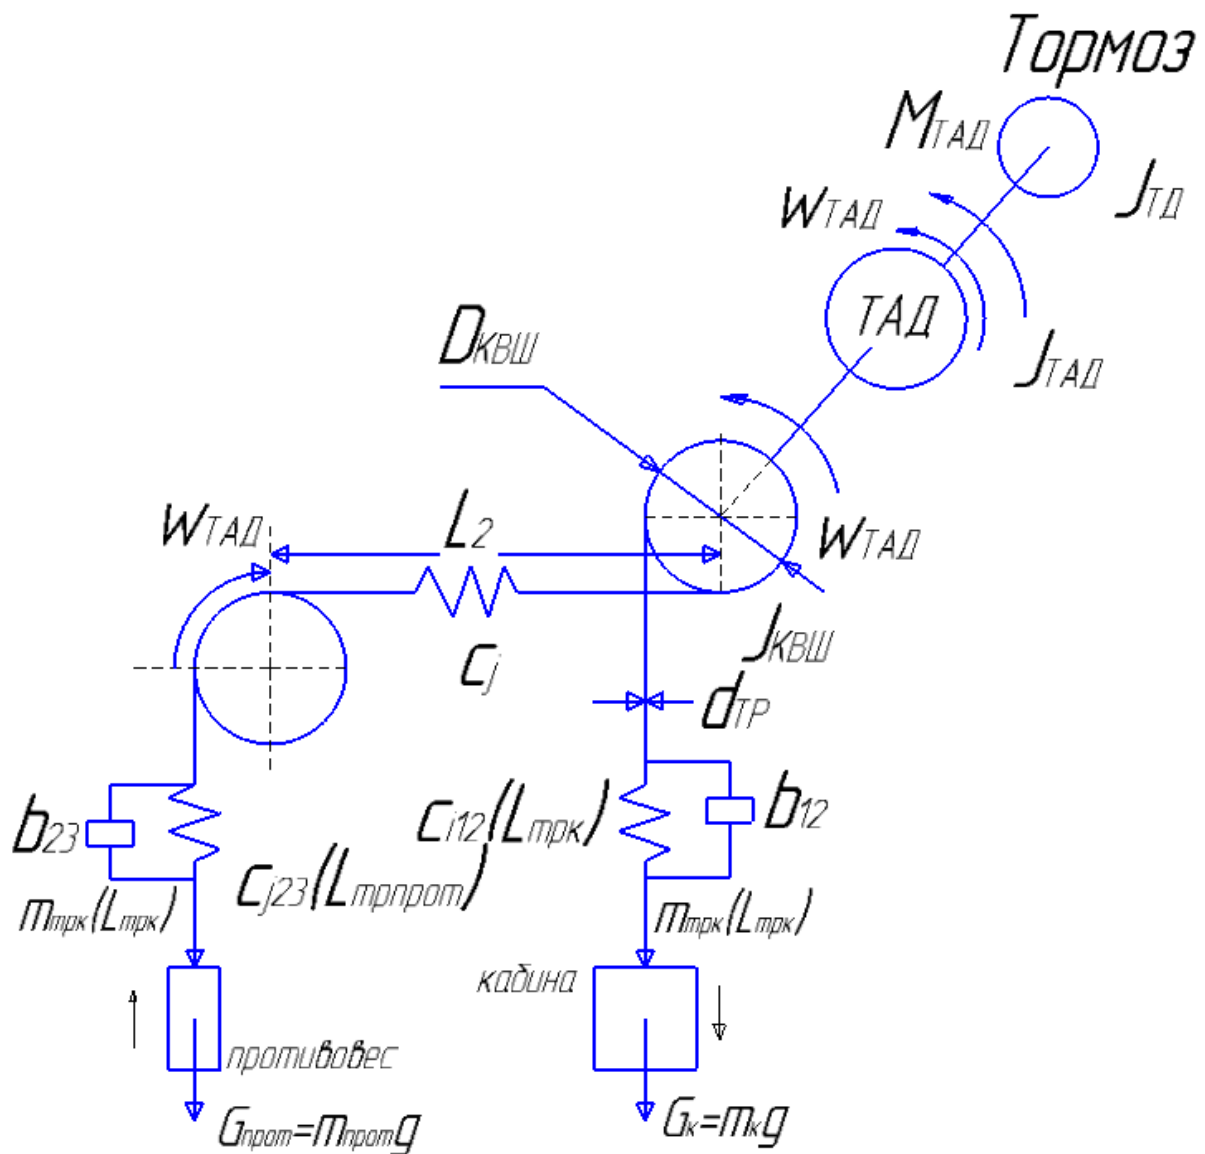 Тормоз
MТАД
JТД
wТАД
ТАД
JТАД
DКВШ
wТАД
L2
wТАД
JКВШ
cj
dТР
b23
ci12(Lтрк)
b12
cj23(Lтрпрот)
mтрк(Lтрк)
mтрк(Lтрк)
кабина
противовес
Gпрот=mпротg
Gк=mкg